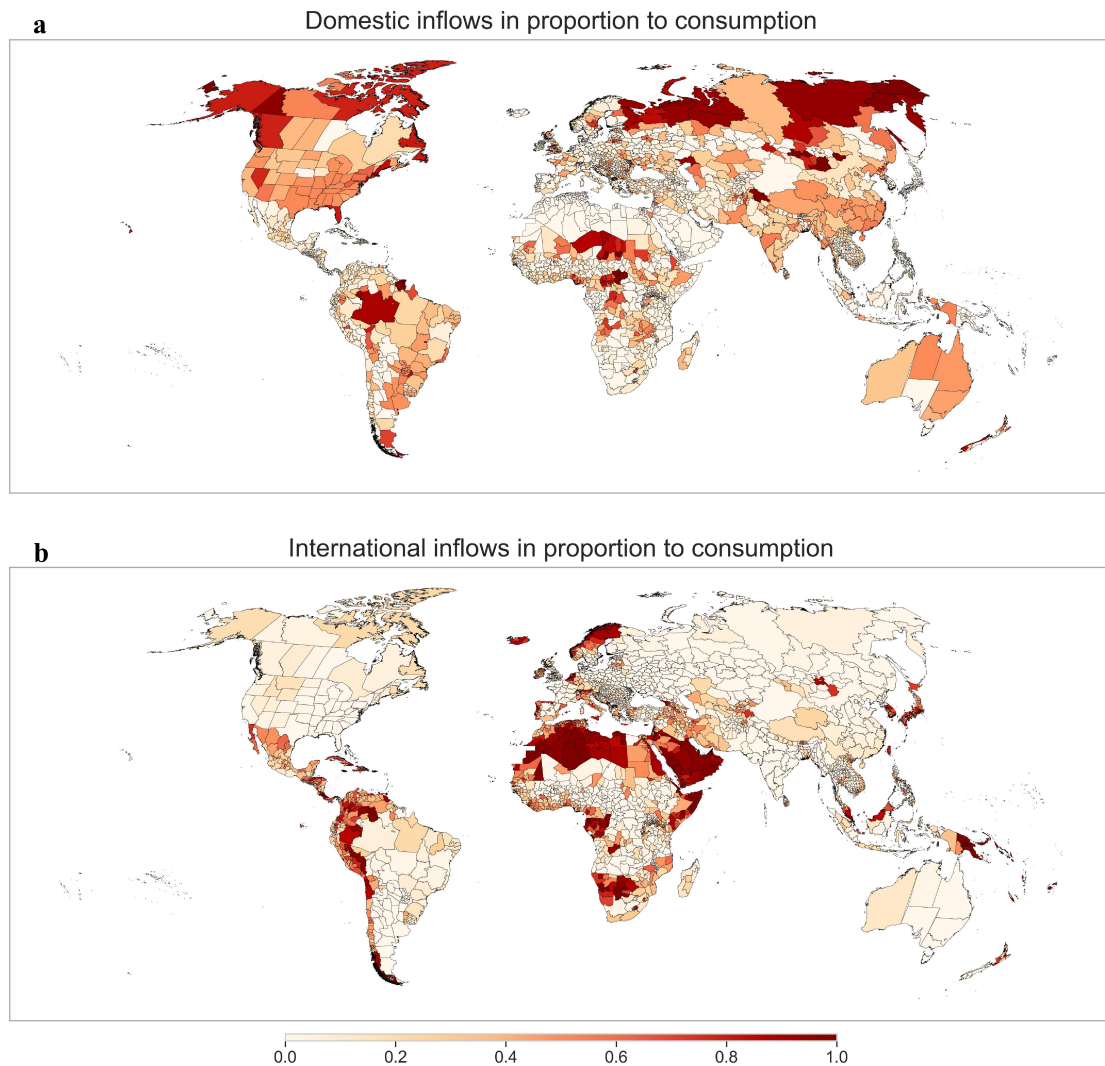 a
Domestic inflows in proportion to consumption
b
International inflows in proportion to consumption
0.0 0.2 0.4 0.6 0.8 1.0